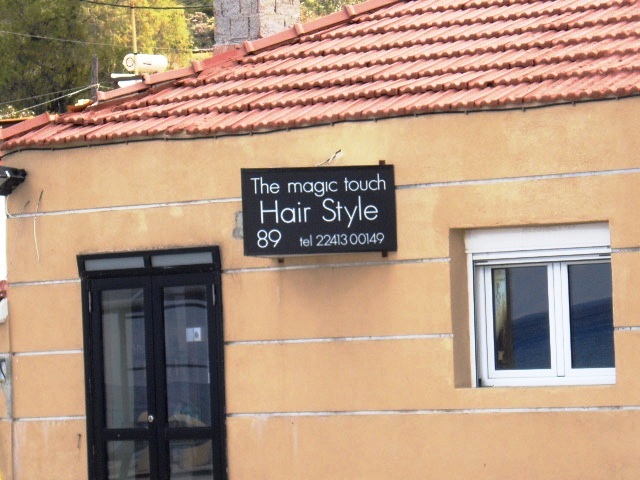 The magic touch
Hair Style
89 tel 22413 00149